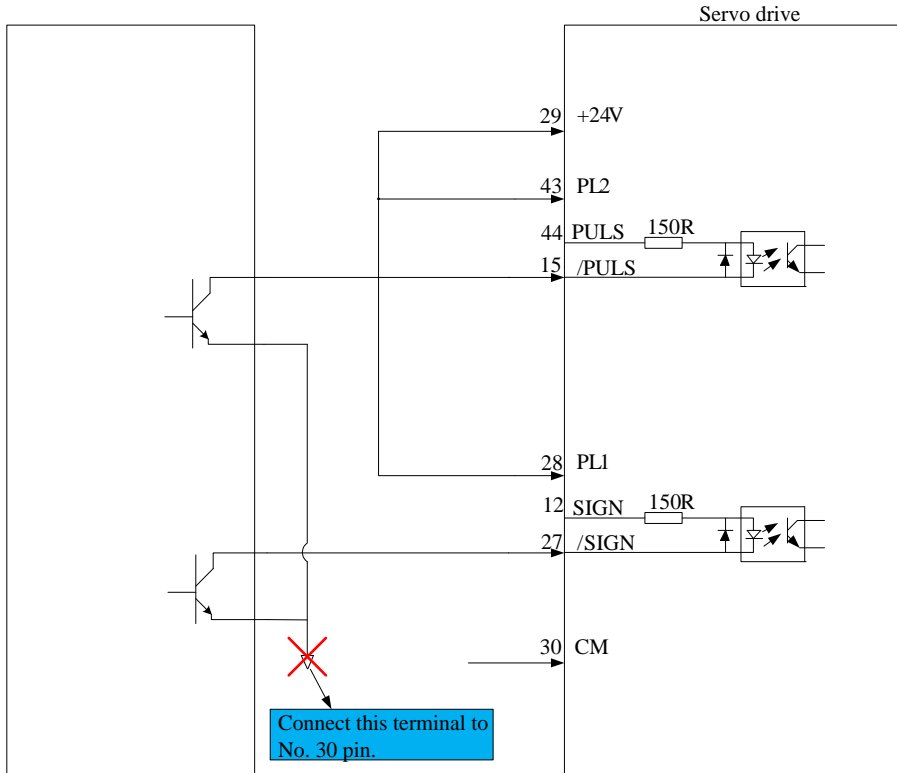 Servo drive
29 +24V
43 PL2
44 PULS 150R
15 /PULS
28 PL1
12 SIGN 150R
27 /SIGN
30 CM
Connect this terminal to
No. 30 pin.